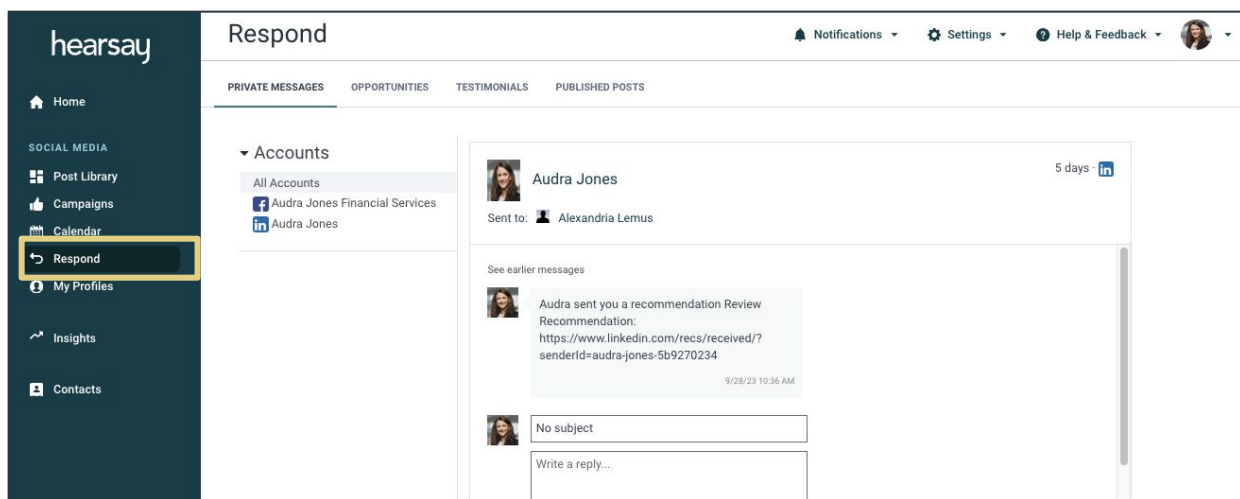 hearsay
Home
SOCIAL MEDIA
Post Library
Campaigns
Calendar
Respond
My Profiles
Insights
Contacts
Respond
Notifications
Settings
Help & Feedback
PRIVATE MESSAGES
OPPORTUNITIES
TESTIMONIALS
PUBLISHED POSTS
Accounts
All Accounts
Audra Jones Financial Services
Audra Jones
Audra Jones
5 days ·
Sent to: Alexandria Lemus
See earlier messages
Audra sent you a recommendation Review
Recommendation:
https://www.linkedin.com/recs/received/?
senderId=audra-jones-5b9270234
9/28/23 10:36 AM
No subject
Write a reply...